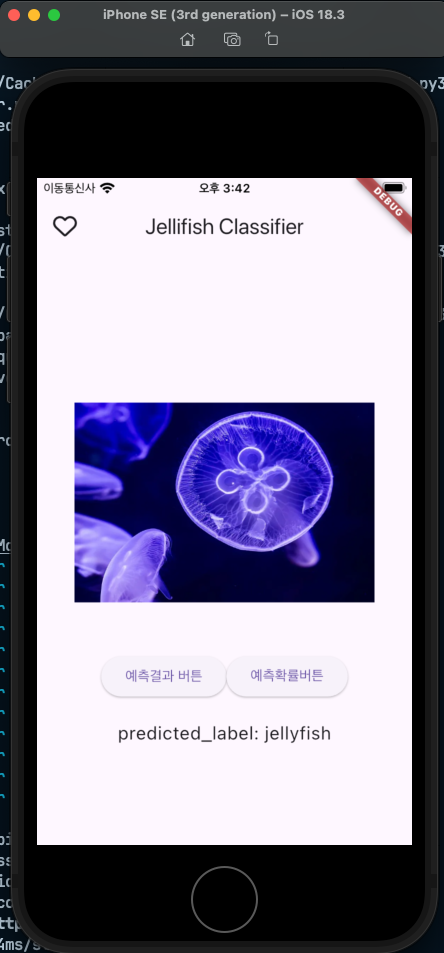 iPhone SE (3rd generation) – iOS 18.3
이동통신사
오후 3:42
DEBUG
Jellifish Classifier
예측결과 버튼
예측확률버튼
predicted_label: jellyfish